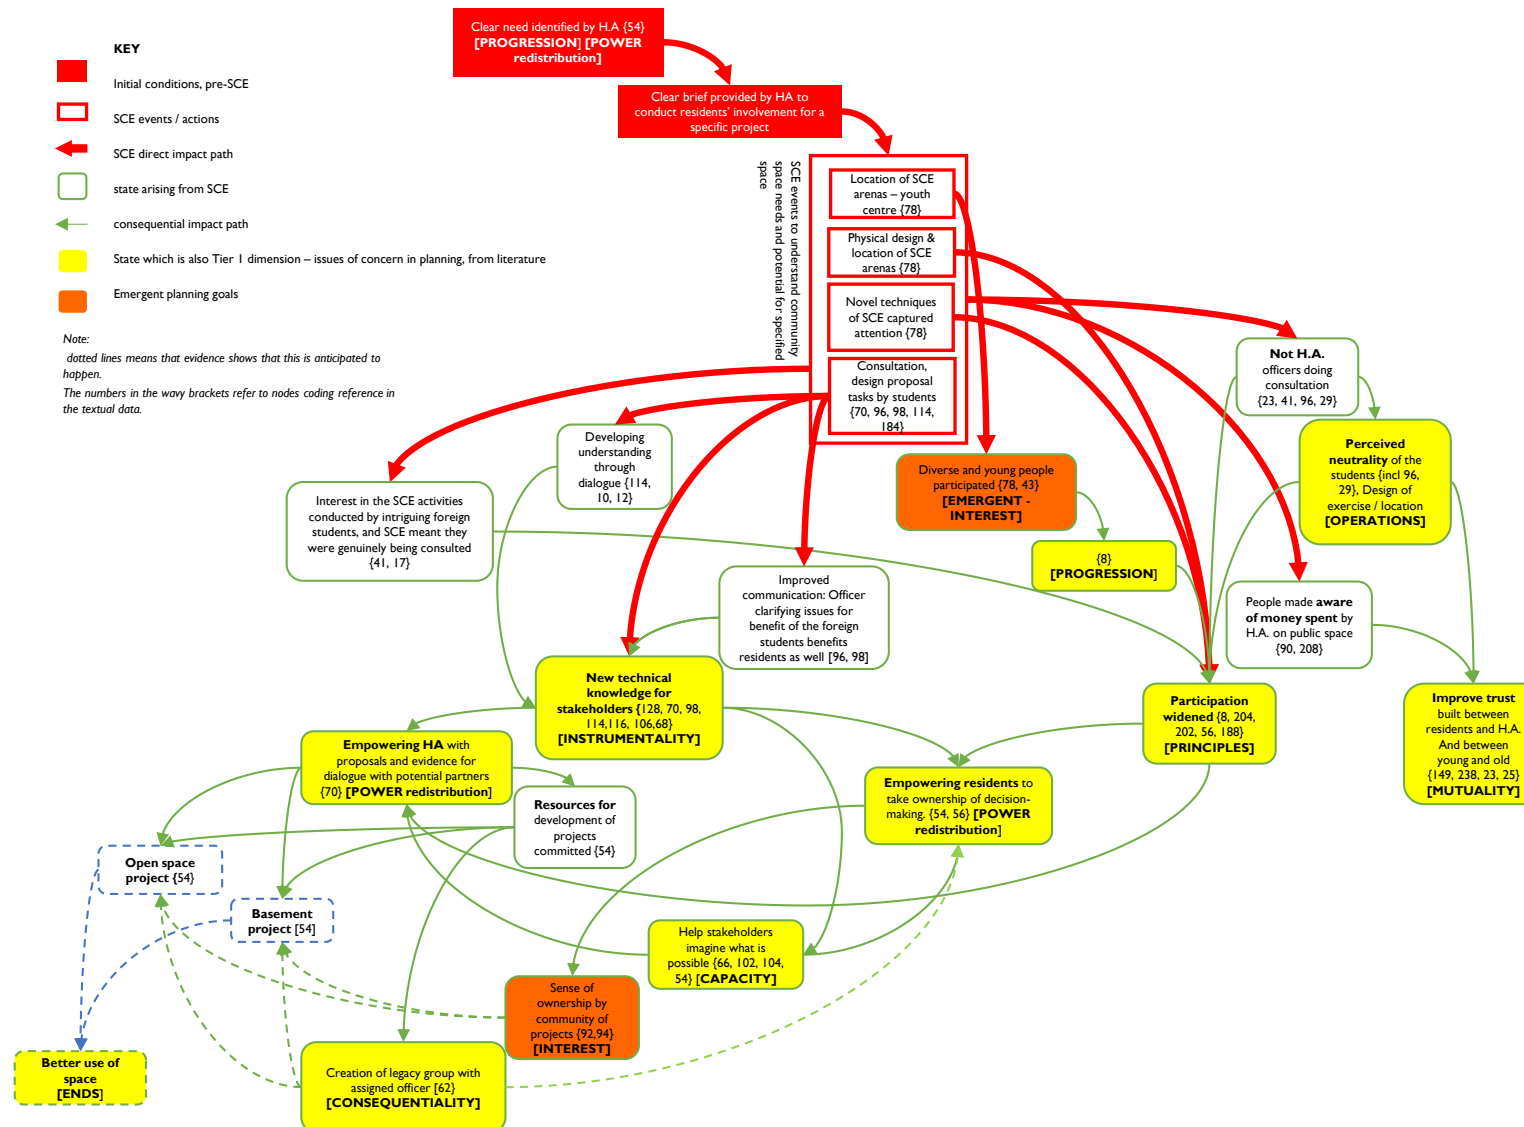 KEY
Initial conditions, pre-SCE
SCE events / actions
SCE direct impact path
state arising from SCE
consequential impact path
State which is also Tier 1 dimension – issues of concern in planning, from literature
Emergent planning goals
Note:
dotted lines means that evidence shows that this is anticipated to
happen.
The numbers in the wavy brackets refer to nodes coding reference in
the textual data.
Clear need identified by H.A {54}
[PROGRESSION] [POWER
redistribution]
Clear brief provided by HA to
conduct residents' involvement for a
specific project
SCE events to understand community
space needs and potential for specified
space
Location of SCE
arenas – youth
centre {78}
Physical design &
location of SCE
arenas {78}
Novel techniques
of SCE captured
attention {78}
Consultation,
design proposal
tasks by students
{70, 96, 98, 114,
184}
Not H.A.
officers doing
consultation
{23, 41, 96, 29}
Perceived
neutrality of the
students {incl 96,
29}, Design of
exercise / location
[OPERATIONS]
Developing
understanding
through
dialogue {114,
10, 12}
Diverse and young people
participated {78, 43}
[EMERGENT -
INTEREST]
Interest in the SCE activities
conducted by intriguing foreign
students, and SCE meant they
were genuinely being consulted
{41, 17}
{8}
[PROGRESSION]
Improved
communication: Officer
clarifying issues for
benefit of the foreign
students benefits
residents as well [96, 98]
People made aware
of money spent by
H.A. on public space
{90, 208}
New technical
knowledge for
stakeholders {128, 70, 98,
114,116, 106,68}
[INSTRUMENTALITY]
Participation
widened {8, 204,
202, 56, 188}
[PRINCIPLES]
Improve trust
built between
residents and H.A.
And between
young and old
{149, 238, 23, 25}
[MUTUALITY]
Empowering HA with
proposals and evidence for
dialogue with potential partners
{70} [POWER redistribution]
Resources for
development of
projects
committed {54}
Empowering residents to
take ownership of decision-
making. {54, 56} [POWER
redistribution]
Open space
project {54}
Basement
project [54]
Help stakeholders
imagine what is
possible {66, 102, 104,
54} [CAPACITY]
Sense of
ownership by
community of
projects {92,94}
[INTEREST]
Better use of
space
[ENDS]
Creation of legacy group with
assigned officer [62}
[CONSEQUENTIALITY]